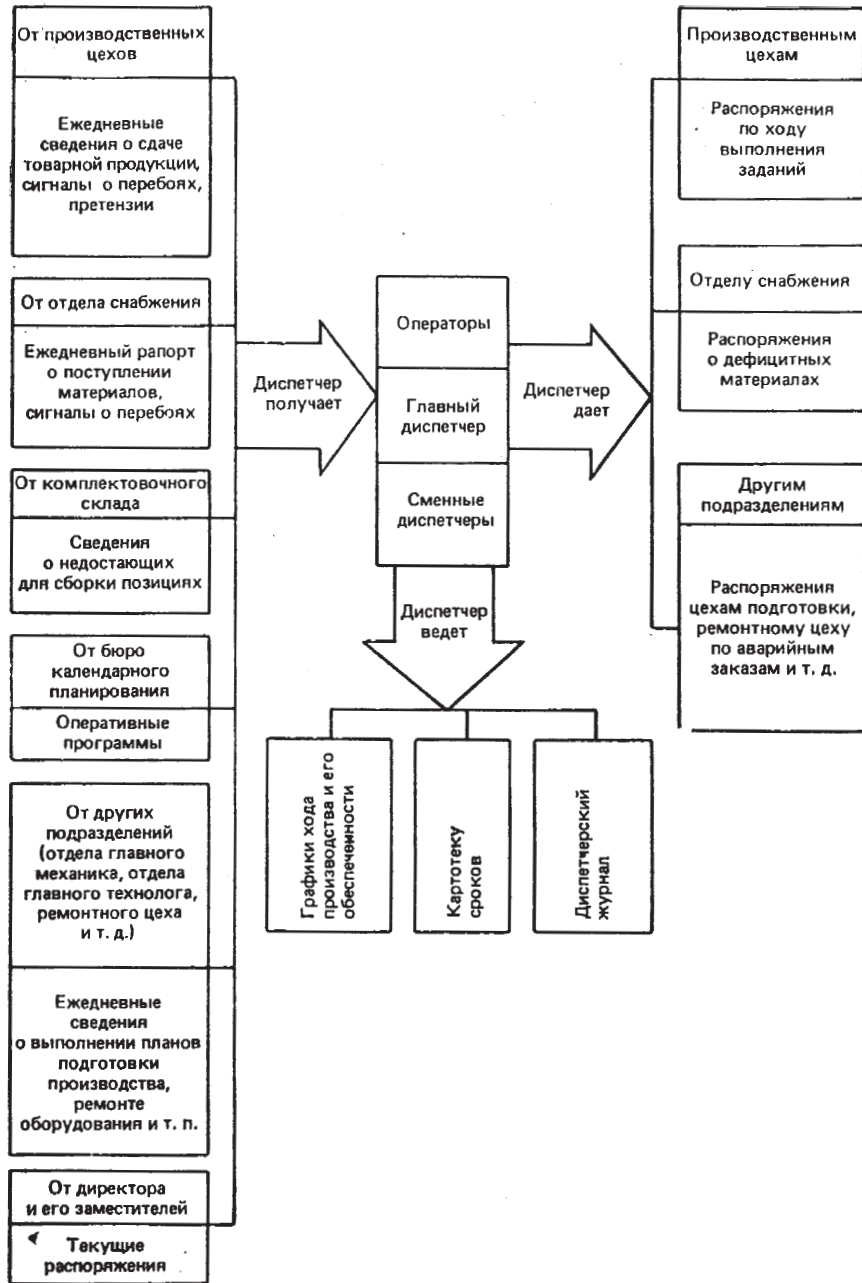 От производственных
цехов
Ежедневные
сведения о сдаче
товарной продукции,
сигналы о перебоях,
претензии
От отдела снабжения
Ежедневный рапорт
о поступлении
материалов,
сигналы о перебоях
От комплектовочного
склада
Сведения
о недостающих
для сборки позициях
От бюро
календарного
планирования
Оперативные
программы
От других
подразделений
(отдела главного
механика, отдела
главного технолога,
ремонтного цеха
и т. д.)
Ежедневные
сведения
о выполнении планов
подготовки
производства,
ремонте
оборудования и т. п.
От директора
и его заместителей
Текущие
распоряжения
Диспетчер
получает
Операторы
Главный
диспетчер
Сменные
диспетчеры
Диспетчер
ведет
Графики хода
производства и его
обеспеченности
Картотеку
сроков
Диспетчерский
журнал
Диспетчер
дает
Производственным
цехам
Распоряжения
по ходу
выполнения
заданий
Отделу снабжения
Распоряжения
о дефицитных
материалах
Другим
подразделениям
Распоряжения
цехам подготовки,
ремонтному цеху
по аварийным
заказам и т. д.